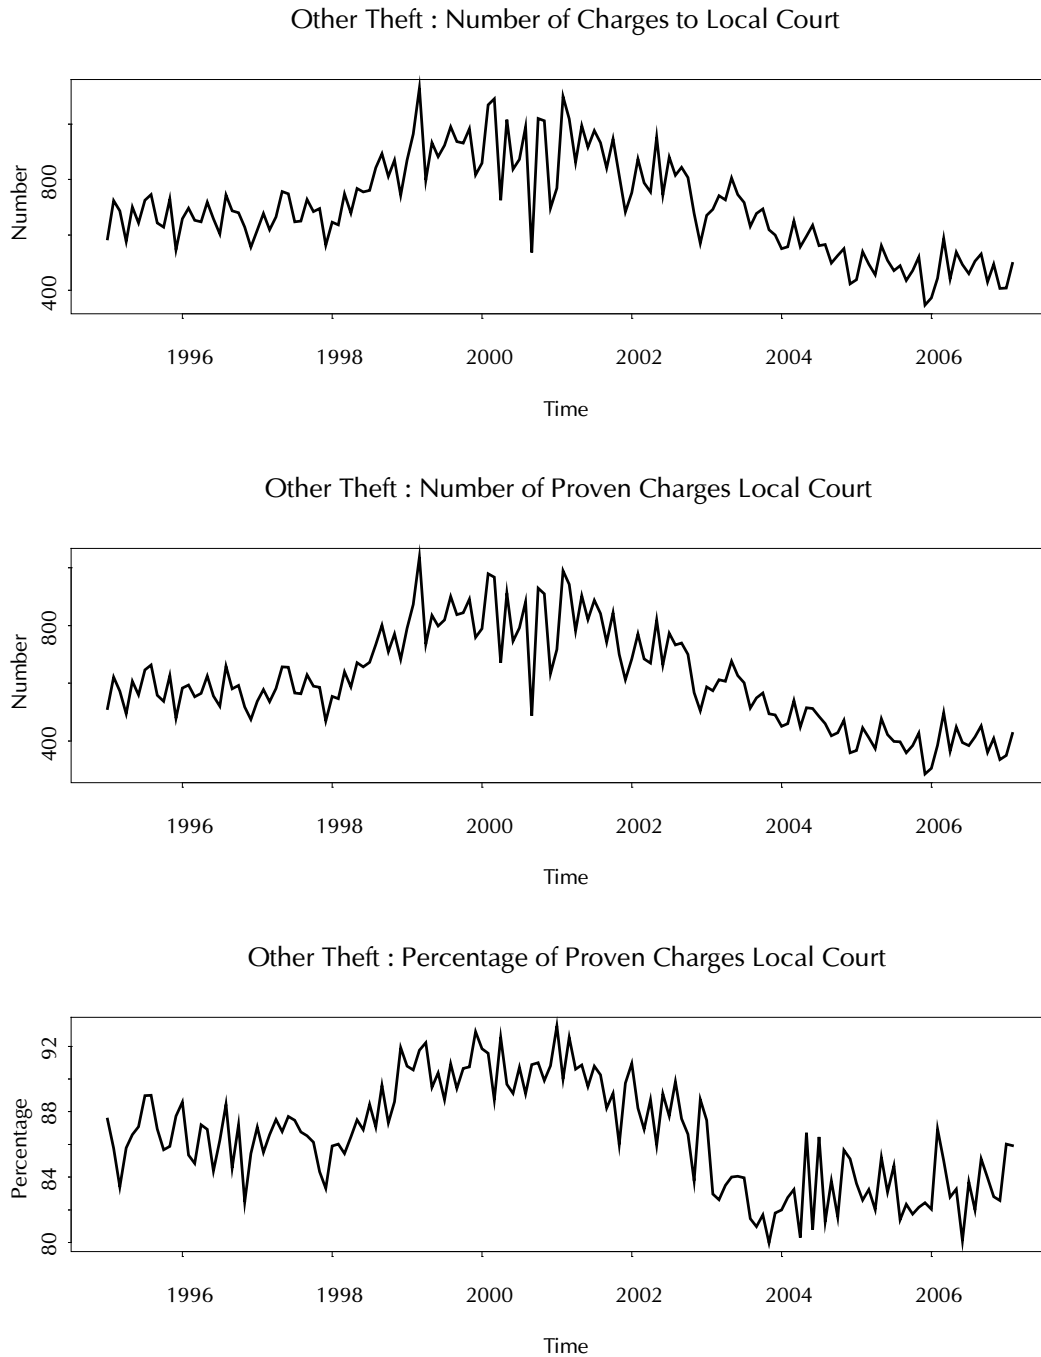 Other Theft : Number of Charges to Local Court
Number
800
400
1996 1998 2000 2002 2004 2006
Time
Other Theft : Number of Proven Charges Local Court
Number
800
400
1996 1998 2000 2002 2004 2006
Time
Other Theft : Percentage of Proven Charges Local Court
Percentage
92
88
84
80
1996 1998 2000 2002 2004 2006
Time